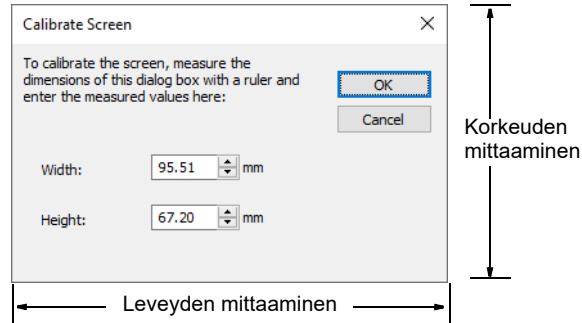 Calibrate Screen
To calibrate the screen, measure the
dimensions of this dialog box with a ruler and
enter the measured values here:
OK
Cancel
Width:
95.51
mm
Height:
67.20
mm
Korkeuden
mittaaminen
Leveyden mittaaminen